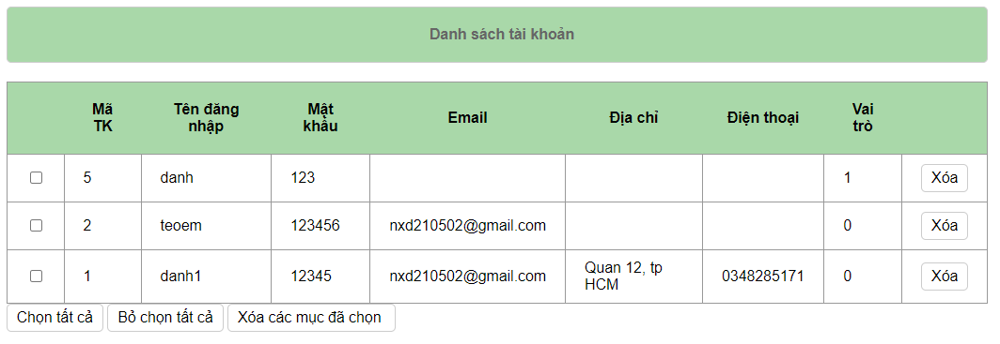 Danh sách tài khoản
Mã TK Tên đăng nhập Mật khẩu Email Địa chỉ Điện thoại Vai trò
5 danh 123 1 Xóa
2 teoem 123456 nxd210502@gmail.com 0 Xóa
1 danh1 12345 nxd210502@gmail.com Quan 12, tp HCM 0348285171 0 Xóa
Chọn tất cả Bỏ chọn tất cả Xóa các mục đã chọn